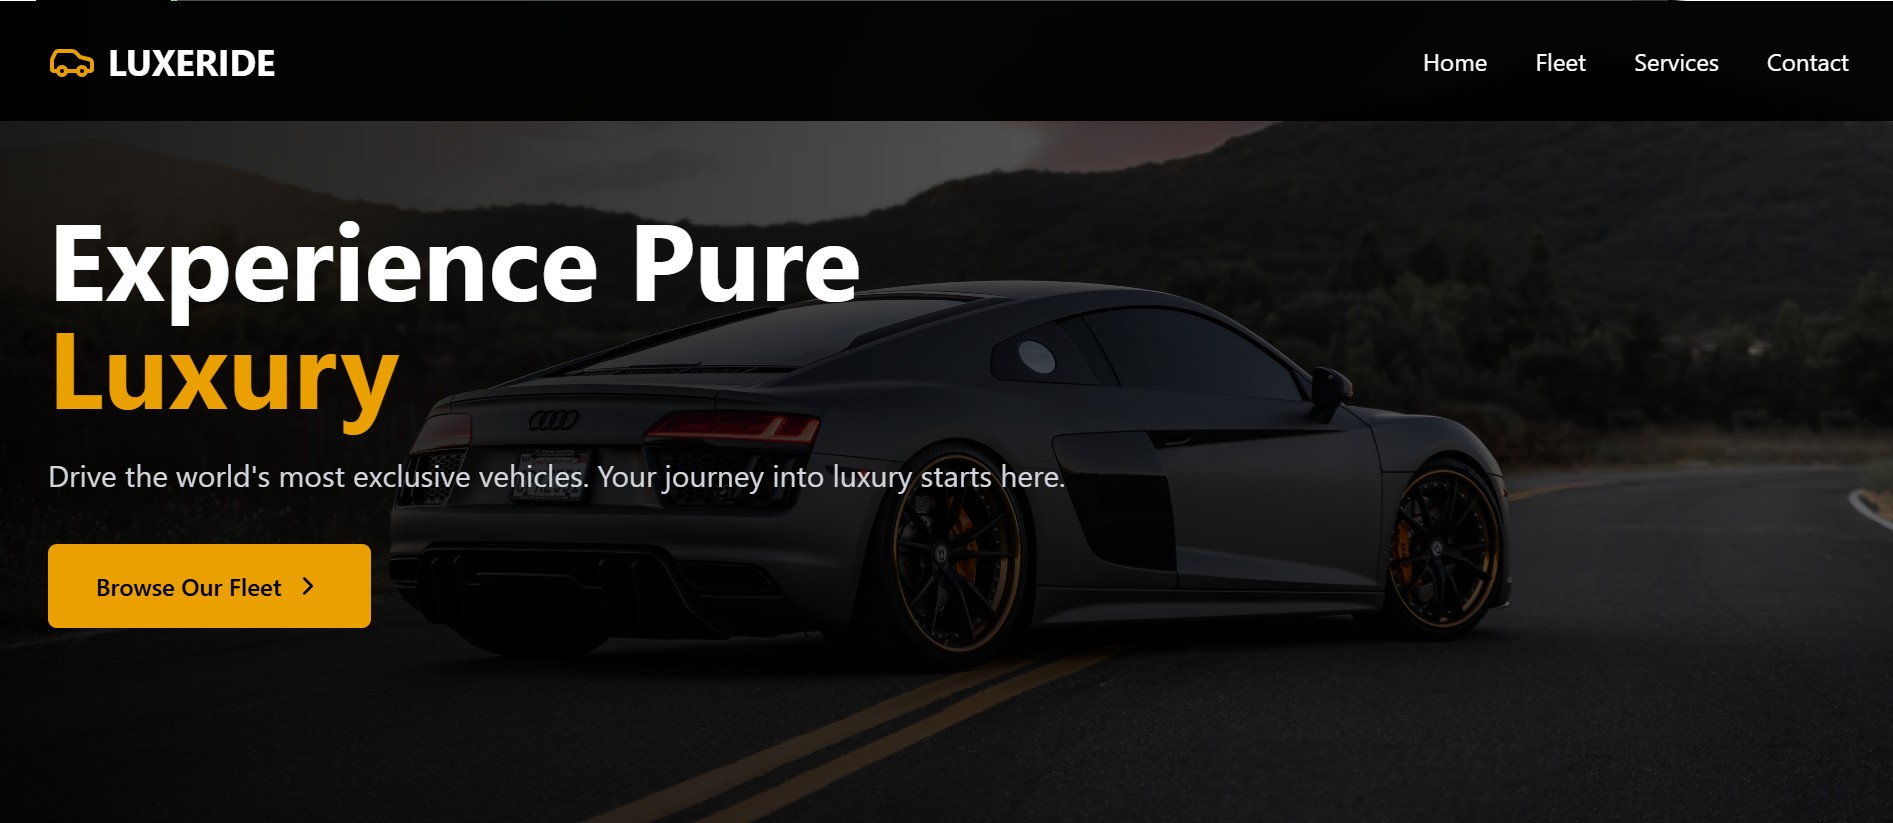 LUXERIDE
Home Fleet Services Contact
Experience Pure
Luxury
Drive the world's most exclusive vehicles. Your journey into luxury starts here.
Browse Our Fleet